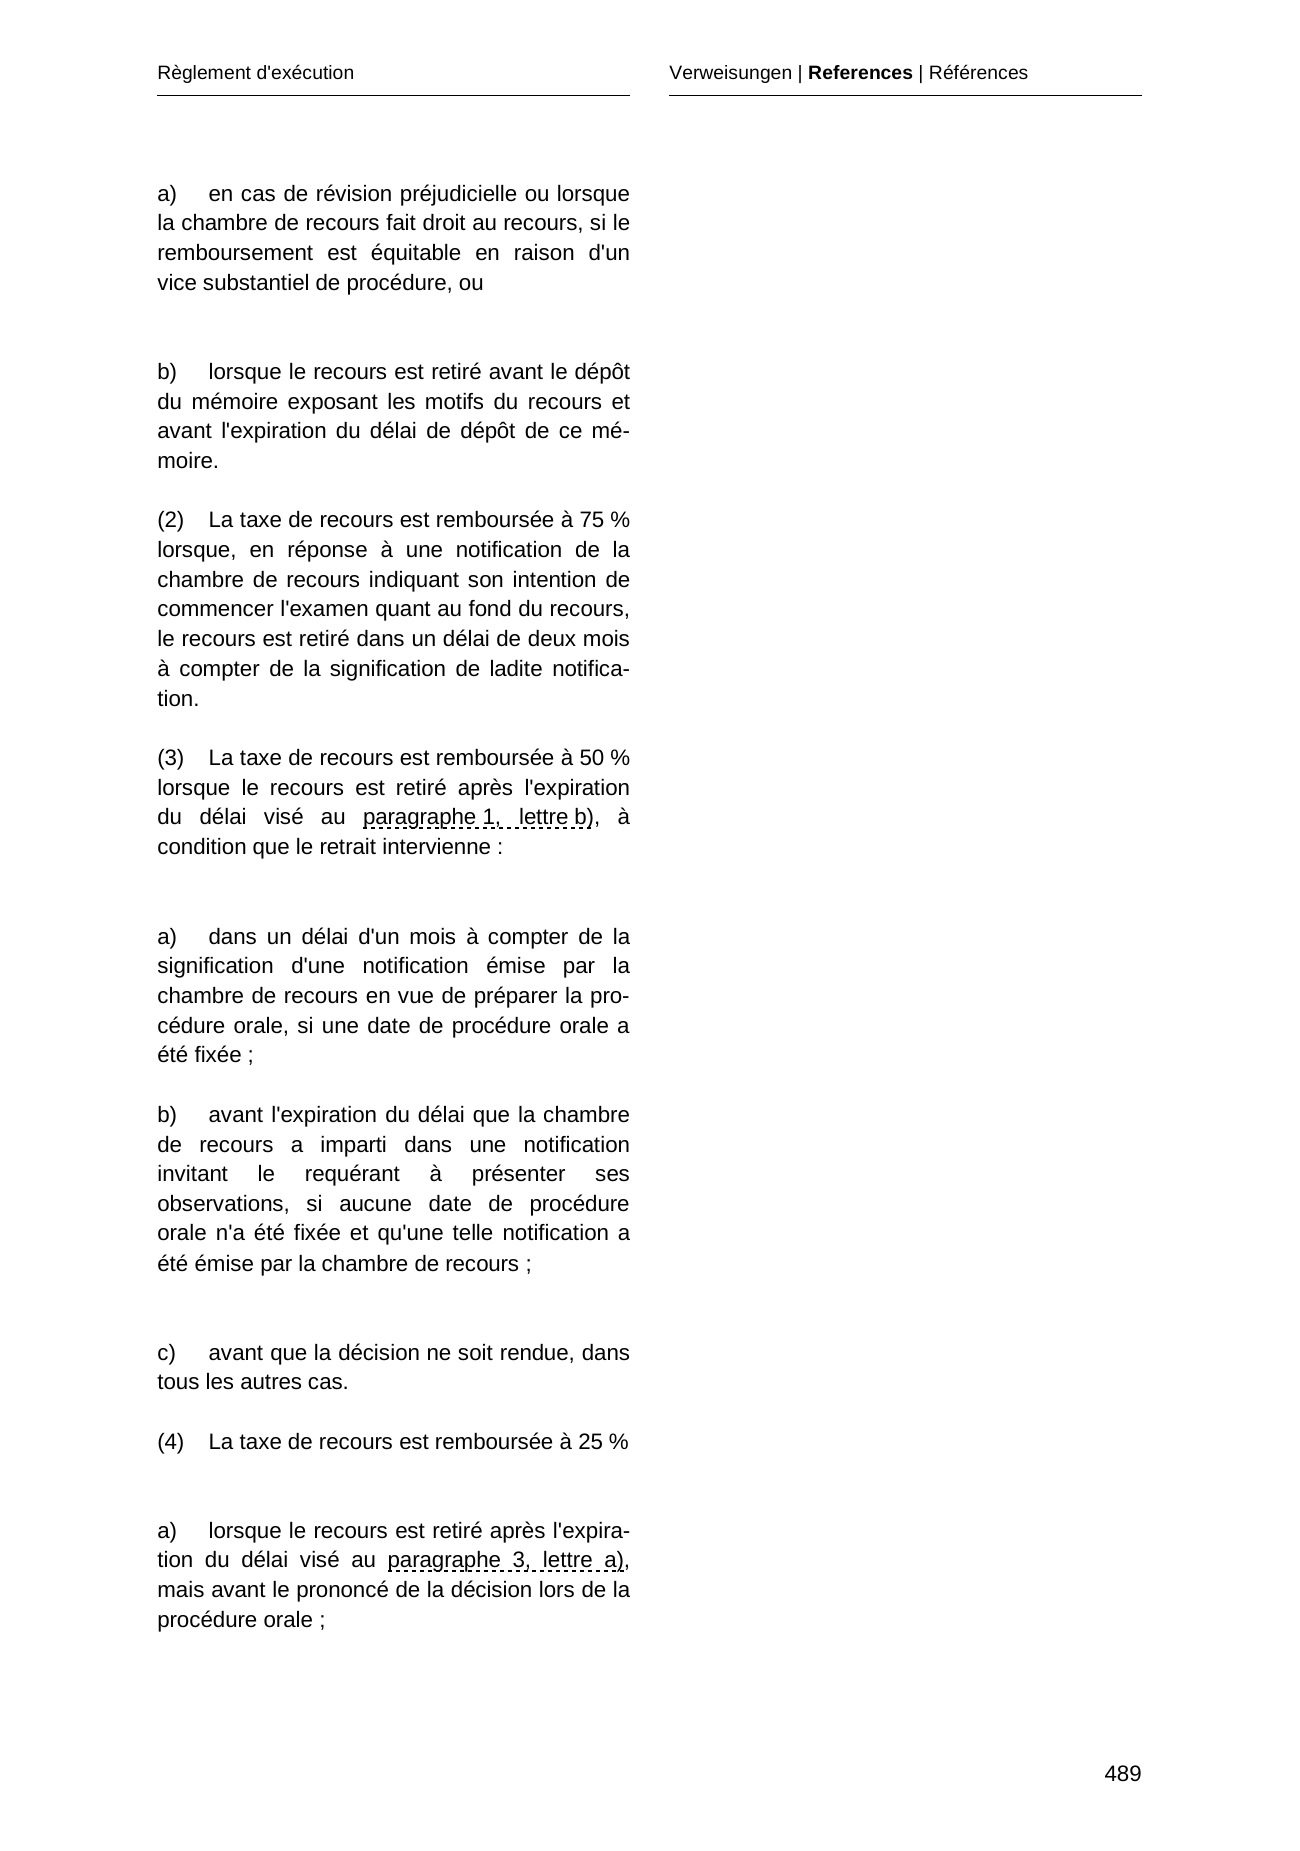 Règlement d'exécution
Verweisungen | References | Références
a) en cas de révision préjudicielle ou lorsque
la chambre de recours fait droit au recours, si le
remboursement est équitable en raison d'un
vice substantiel de procédure, ou
b) lorsque le recours est retiré avant le dépôt
du mémoire exposant les motifs du recours et
avant l'expiration du délai de dépôt de ce mé-
moire.
(2) La taxe de recours est remboursée à 75 %
lorsque, en réponse à une notification de la
chambre de recours indiquant son intention de
commencer l'examen quant au fond du recours,
le recours est retiré dans un délai de deux mois
à compter de la signification de ladite notifica-
tion.
(3) La taxe de recours est remboursée à 50 %
lorsque le recours est retiré après l'expiration
du délai visé au paragraphe 1, lettre b), à
condition que le retrait intervienne :
a) dans un délai d'un mois à compter de la
signification d'une notification émise par la
chambre de recours en vue de préparer la pro-
cédure orale, si une date de procédure orale a
été fixée ;
b) avant l'expiration du délai que la chambre
de recours a imparti dans une notification
invitant le requérant à présenter ses
observations, si aucune date de procédure
orale n'a été fixée et qu'une telle notification a
été émise par la chambre de recours ;
c) avant que la décision ne soit rendue, dans
tous les autres cas.
(4) La taxe de recours est remboursée à 25 %
a) lorsque le recours est retiré après l'expira-
tion du délai visé au paragraphe 3, lettre a),
mais avant le prononcé de la décision lors de la
procédure orale ;
489